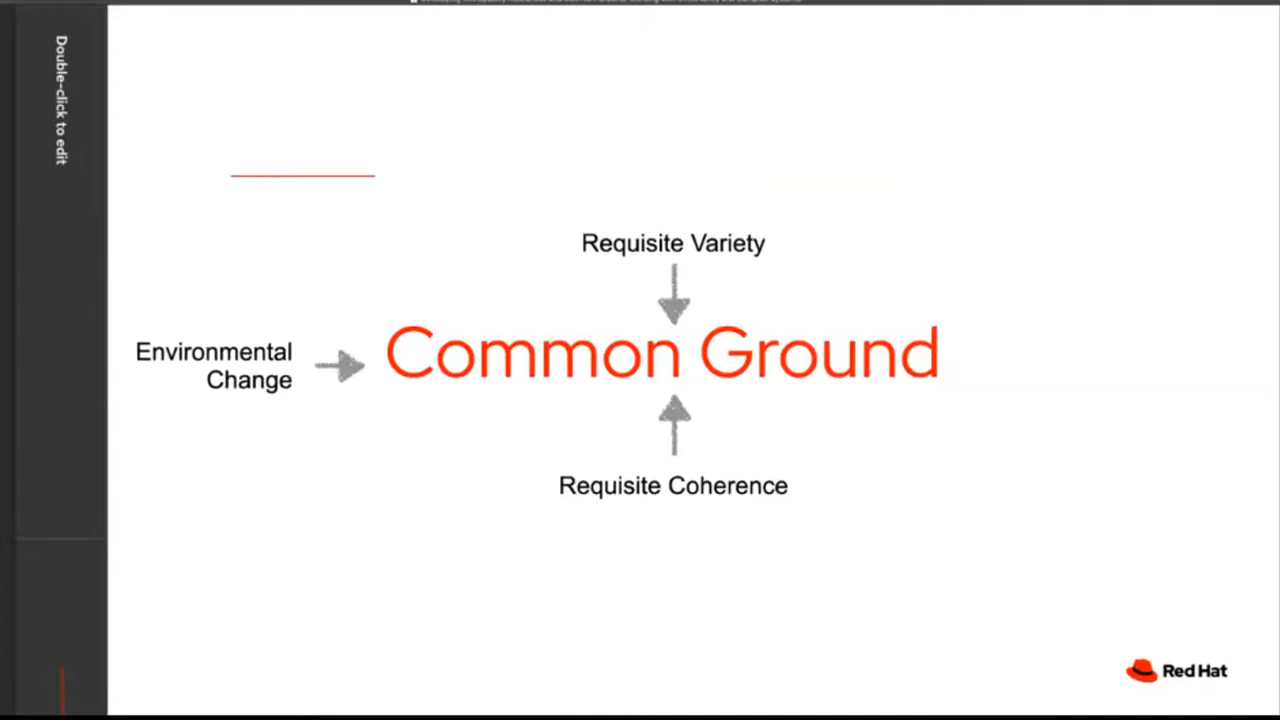 Double-click to edit
Requisite Variety
Environmental
Change
Common Ground
Requisite Coherence
Red Hat